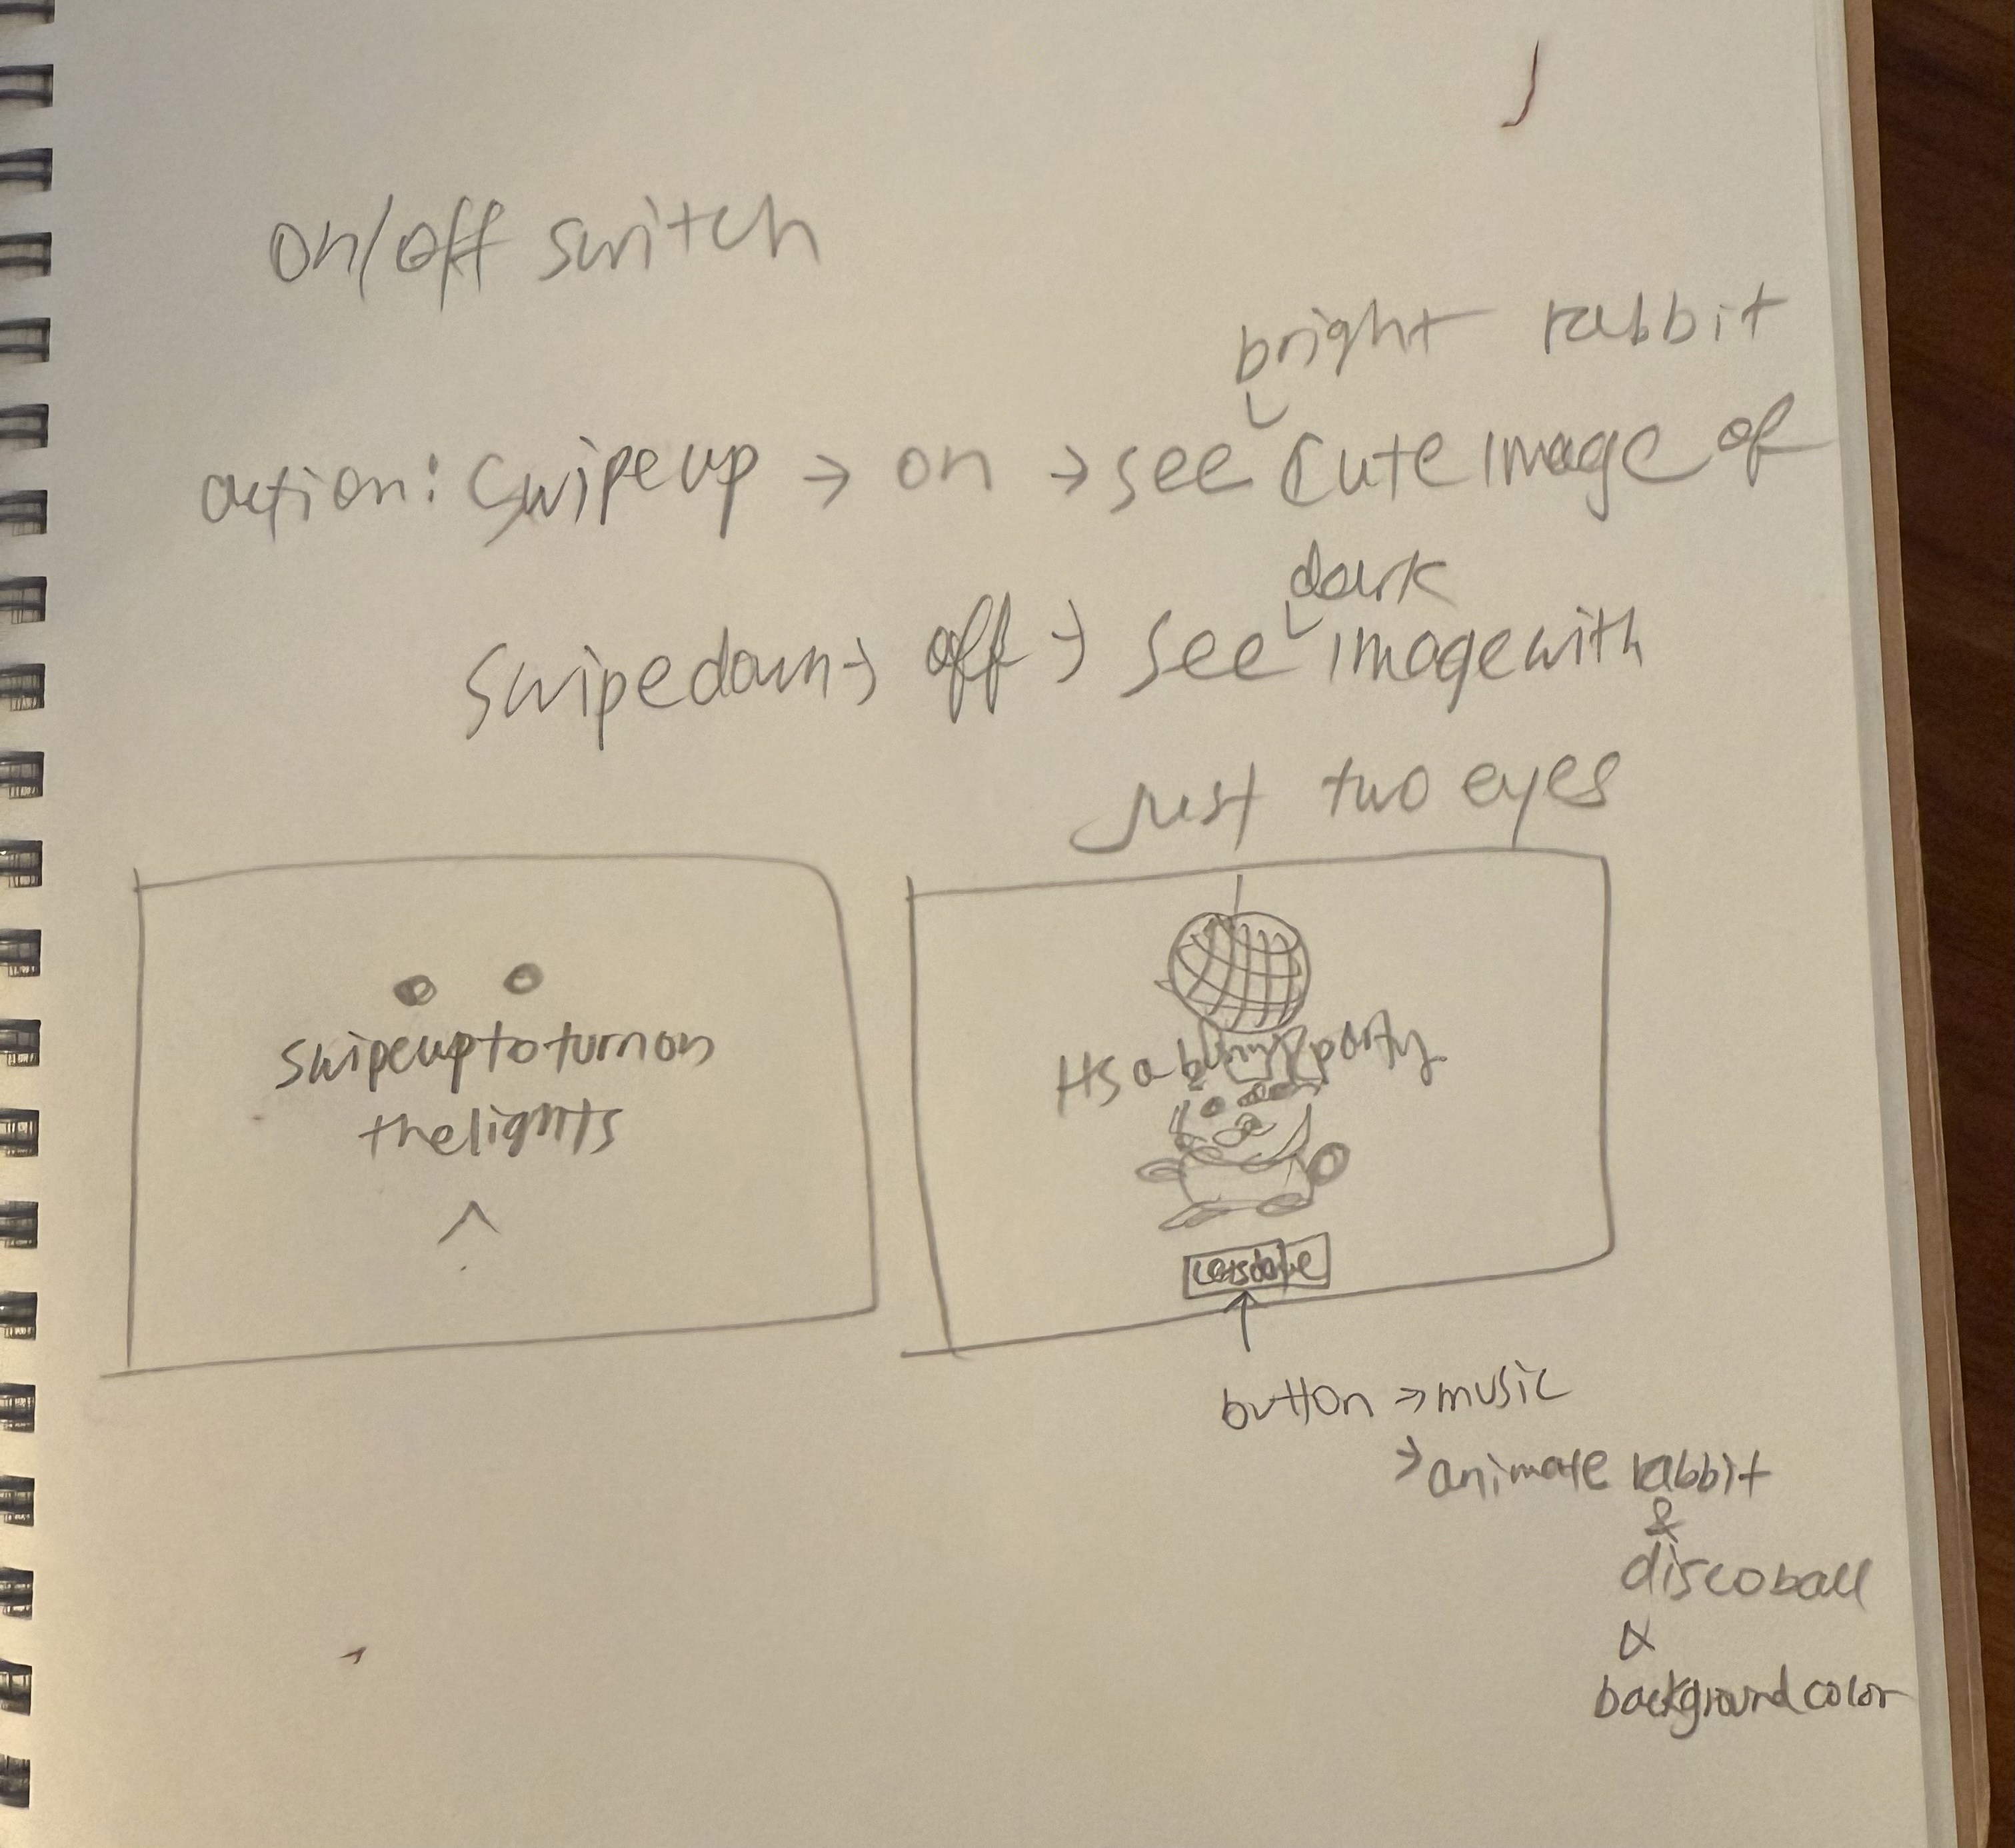 on/off switch
bright rabbit
action: swipe up → on → see cute image of
dark
swipe down → off → see image with
just two eyes
swipe up to turn on
the lights
It's a bunny party
Let's dance
button → music
→ animate rabbit
&
disco ball
&
background color